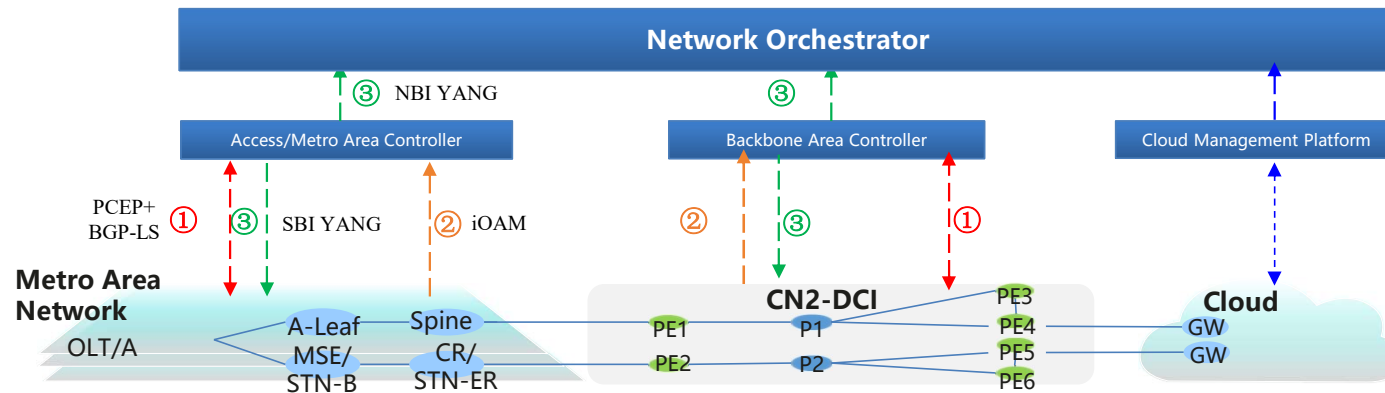 Network Orchestrator
③ NBI YANG
③
Access/Metro Area Controller
Backbone Area Controller
Cloud Management Platform
PCEP+
BGP-LS
①
③
SBI YANG
②
iOAM
②
③
①
Metro Area
Network
CN2-DCI
Cloud
OLT/A
A-Leaf
MSE/
STN-B
Spine
CR/
STN-ER
PE1
PE2
P1
P2
PE3
PE4
PE5
PE6
GW
GW